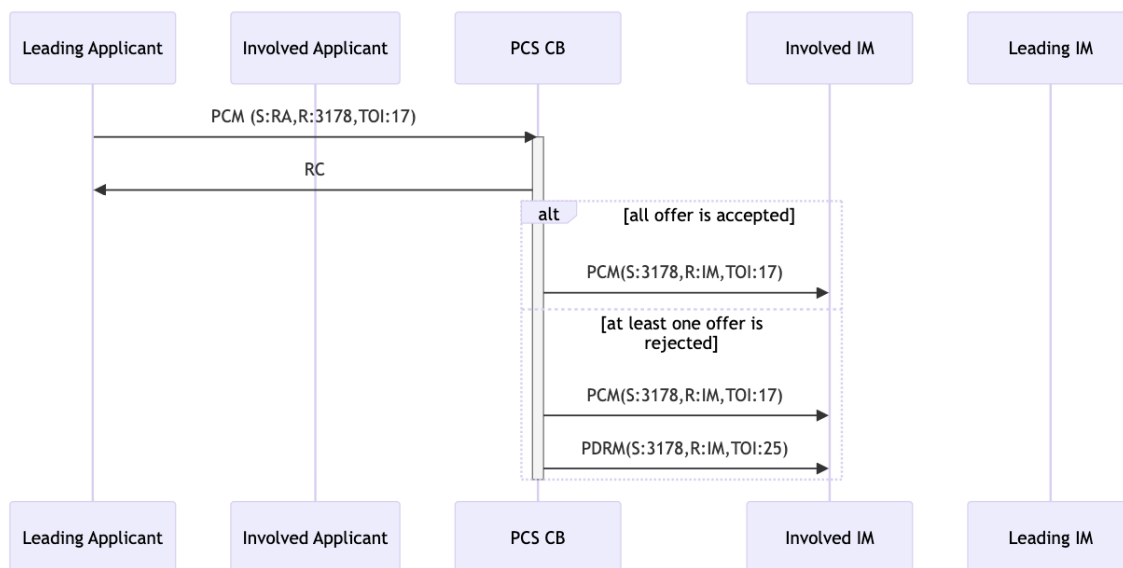 Leading Applicant
Involved Applicant
PCS CB
Involved IM
Leading IM
PCM (S:RA,R:3178,TOI:17)
RC
alt
[all offer is accepted]
PCM(S:3178,R:IM,TOI:17)
[at least one offer is
rejected]
PCM(S:3178,R:IM,TOI:17)
PDRM(S:3178,R:IM,TOI:25)
Leading Applicant
Involved Applicant
PCS CB
Involved IM
Leading IM